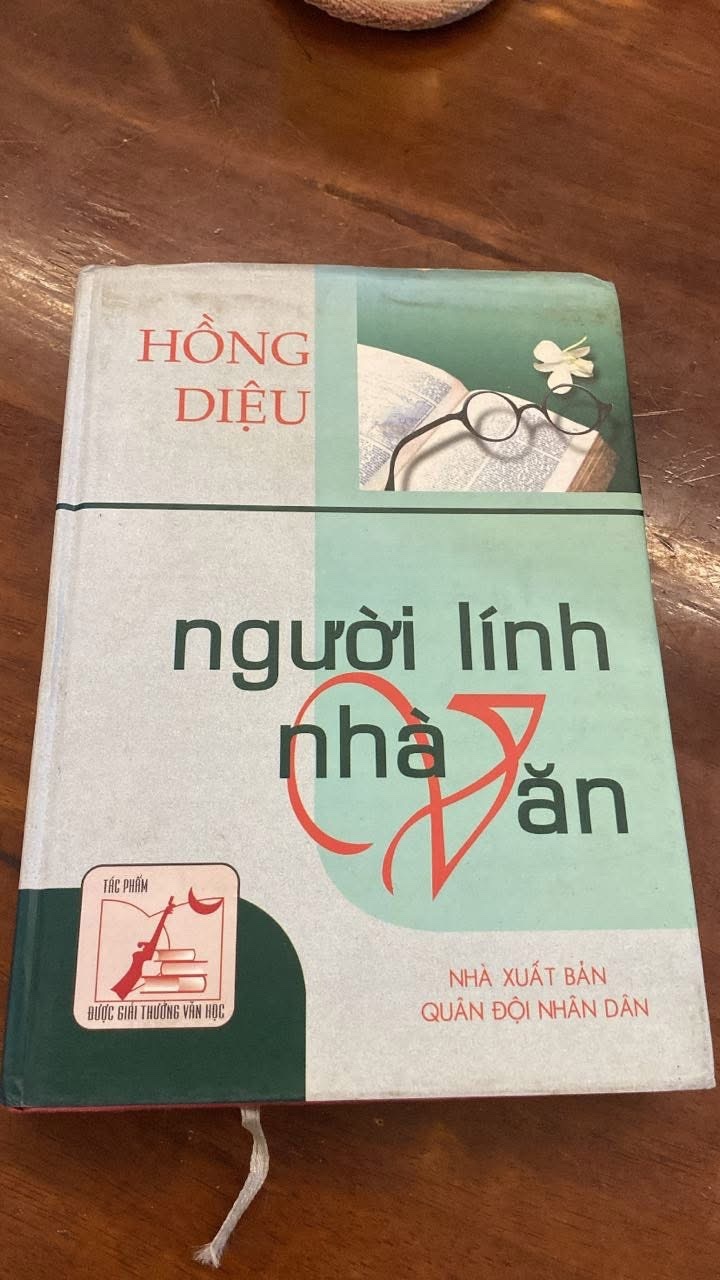 HỒNG
DIỆU
người lính
nhà Văn
TÁC PHẨM
ĐƯỢC GIẢI THƯỞNG VĂN HỌC
NHÀ XUẤT BẢN
QUÂN ĐỘI NHÂN DÂN